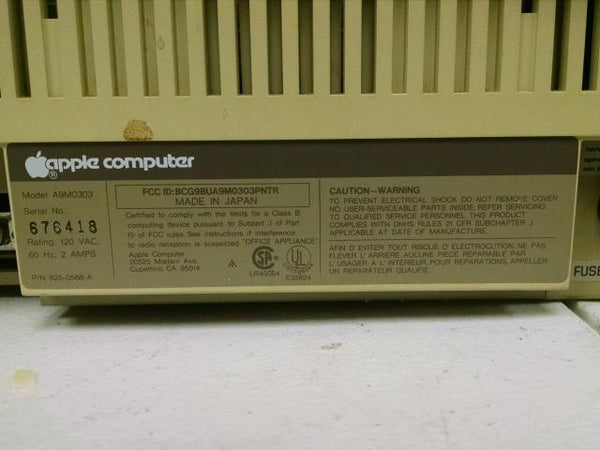 apple computer
®
Model A9M0303
Serial No.:
676418
Rating: 120 VAC,
60 Hz, 2 AMPS
P/N 825-0568-A
FCC ID:BCG9BUA9M0303PNTR
MADE IN JAPAN
Certified to comply with the limits for a Class B
computing device pursuant to Subpart J of Part
15 of FCC rules. See instructions if interference
to radio reception is suspected. "OFFICE APPLIANCE"
Apple Computer
20525 Mariani Ave.
Cupertino, CA 95014
SA
LR45054
UL
LISTED
E35824
CAUTION–WARNING
TO PREVENT ELECTRICAL SHOCK DO NOT REMOVE COVER.
NO USER-SERVICEABLE PARTS INSIDE. REFER SERVICING
TO QUALIFIED SERVICE PERSONNEL. THIS PRODUCT
COMPLIES WITH DHHS RULES 21 CFR SUBCHAPTER J
APPLICABLE AT DATE OF MANUFACTURE.
AFIN D'EVITER TOUT RISQUE D'ELECTROCUTION, NE PAS
ENLEVER L'ARRIERE. AUCUNE PIECE REPARABLE PAR
L'USAGER A L'INTERIEUR, POUR REPARATIONS, APPELLER
UN REPARATEUR QUALIFIE.
FUSE